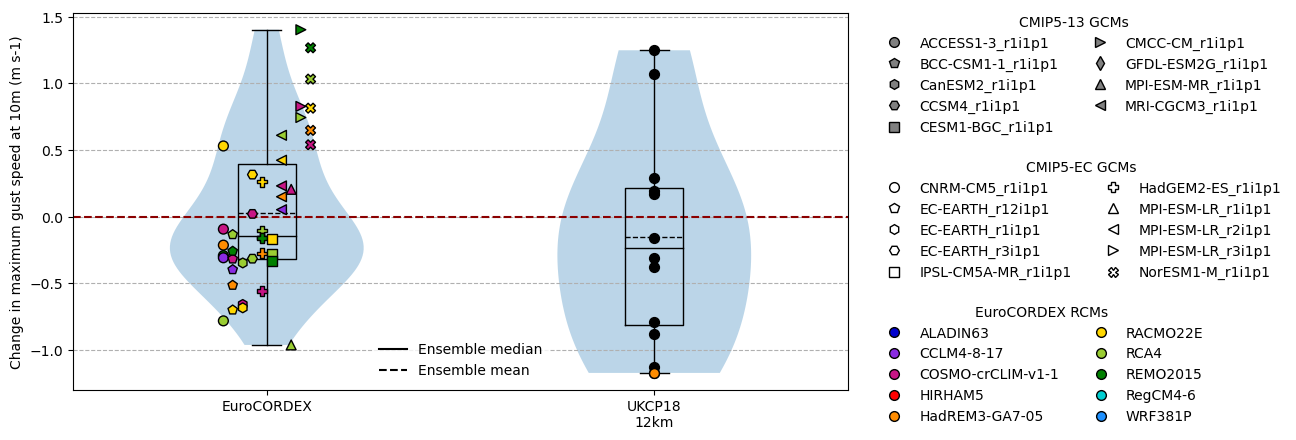 Change in maximum gust speed at 10m (m s-1)
1.5
1.0
0.5
0.0
−0.5
−1.0
Ensemble median
Ensemble mean
EuroCORDEX
UKCP18
12km
CMIP5-13 GCMs
ACCESS1-3_r1i1p1
BCC-CSM1-1_r1i1p1
CanESM2_r1i1p1
CCSM4_r1i1p1
CESM1-BGC_r1i1p1
CMCC-CM_r1i1p1
GFDL-ESM2G_r1i1p1
MPI-ESM-MR_r1i1p1
MRI-CGCM3_r1i1p1
CMIP5-EC GCMs
CNRM-CM5_r1i1p1
EC-EARTH_r12i1p1
EC-EARTH_r1i1p1
EC-EARTH_r3i1p1
IPSL-CM5A-MR_r1i1p1
HadGEM2-ES_r1i1p1
MPI-ESM-LR_r1i1p1
MPI-ESM-LR_r2i1p1
MPI-ESM-LR_r3i1p1
NorESM1-M_r1i1p1
EuroCORDEX RCMs
ALADIN63
CCLM4-8-17
COSMO-crCLIM-v1-1
HIRHAM5
HadREM3-GA7-05
RACMO22E
RCA4
REMO2015
RegCM4-6
WRF381P